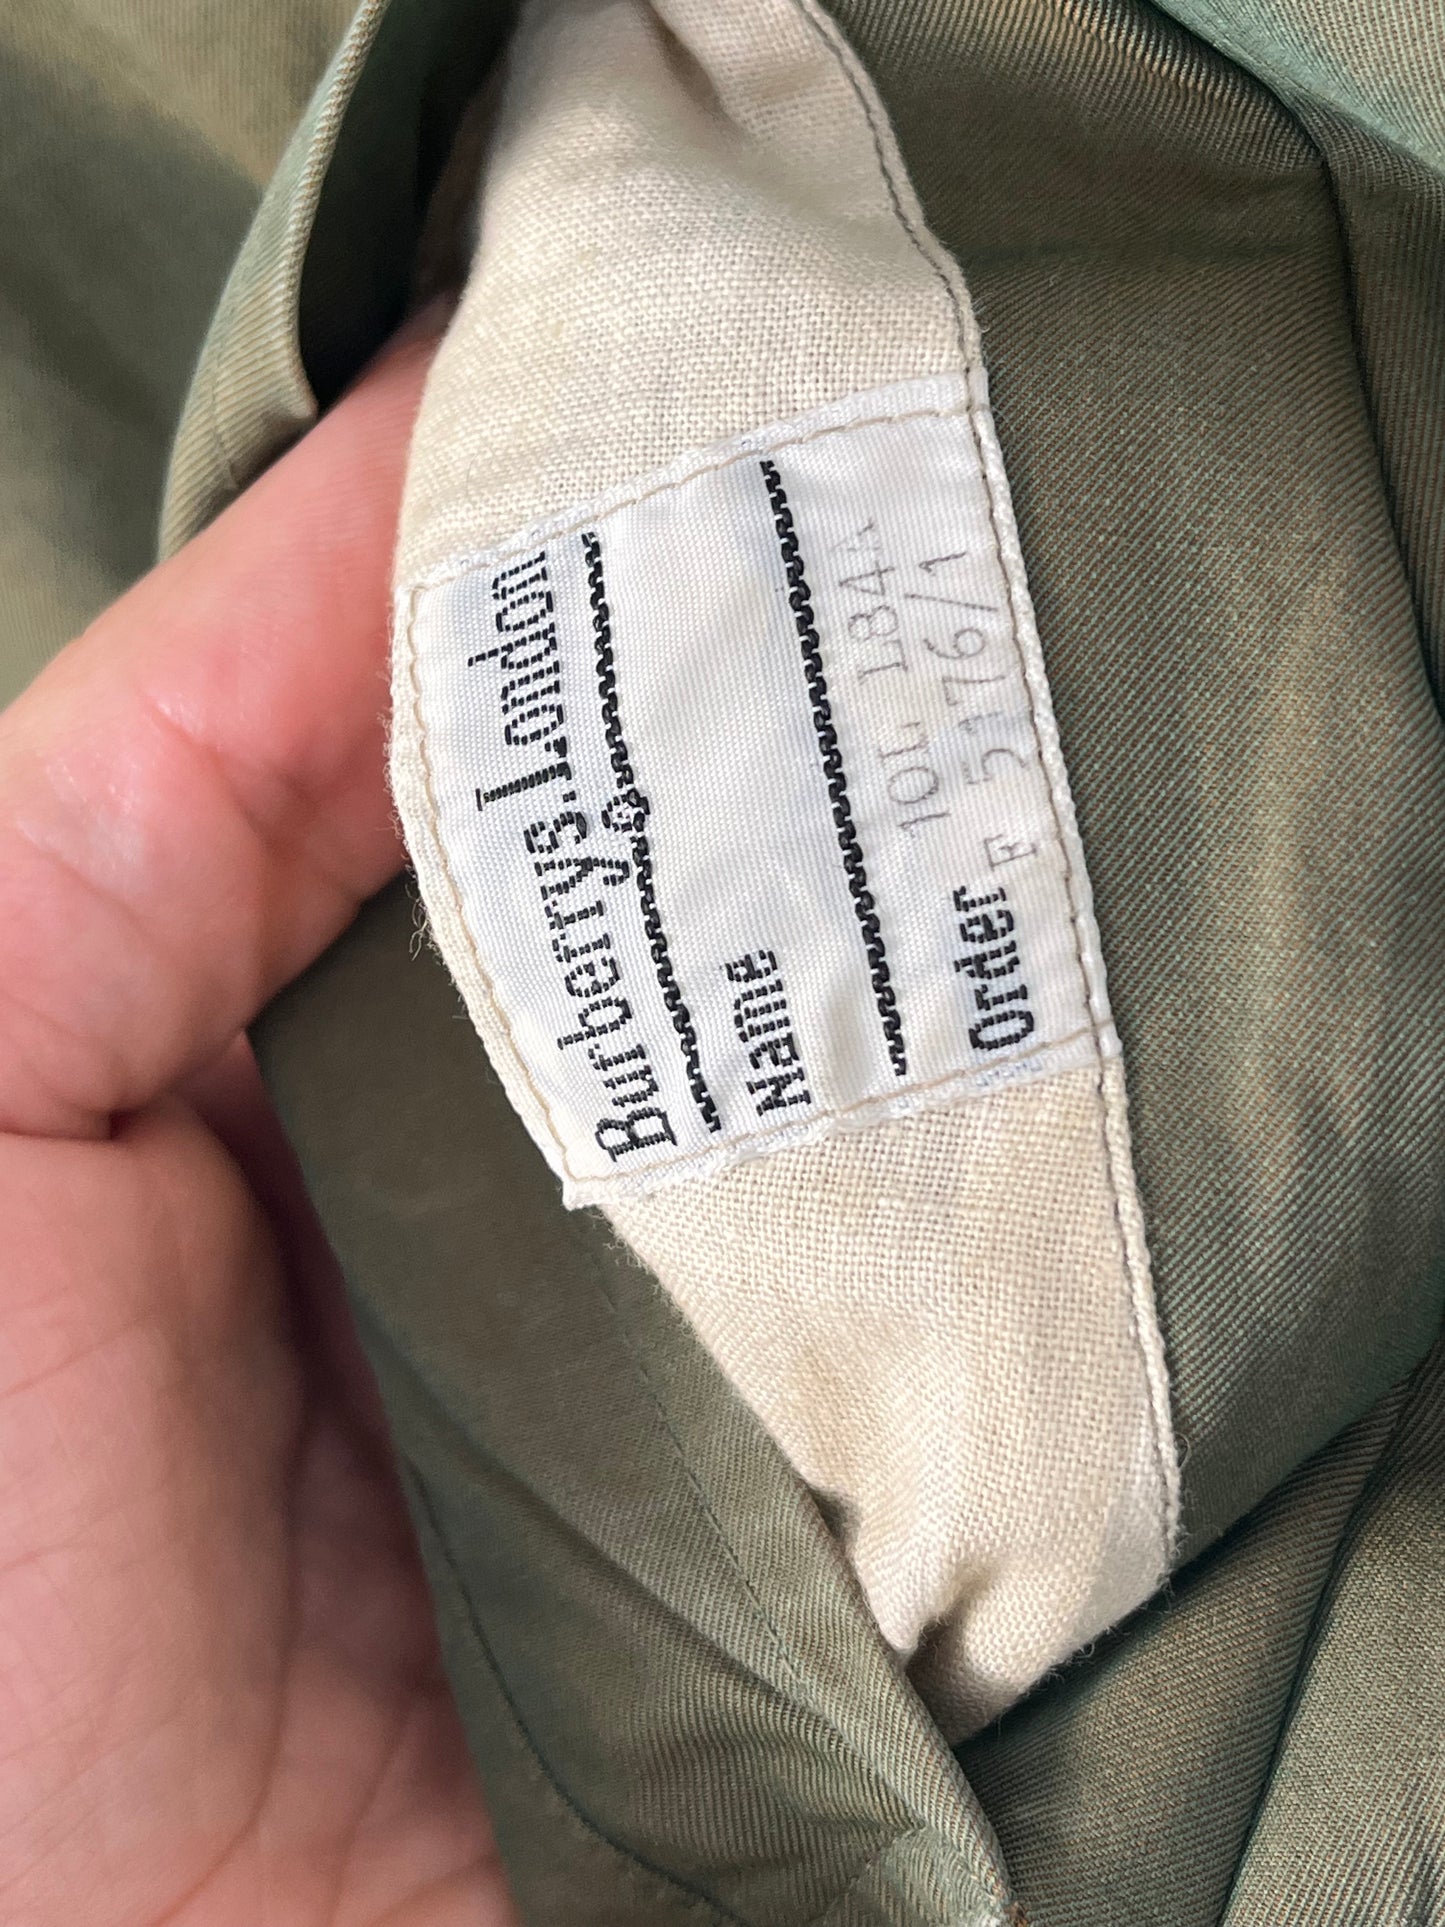 Burberrys.London
Name
10L L84A
Order F 5176/1